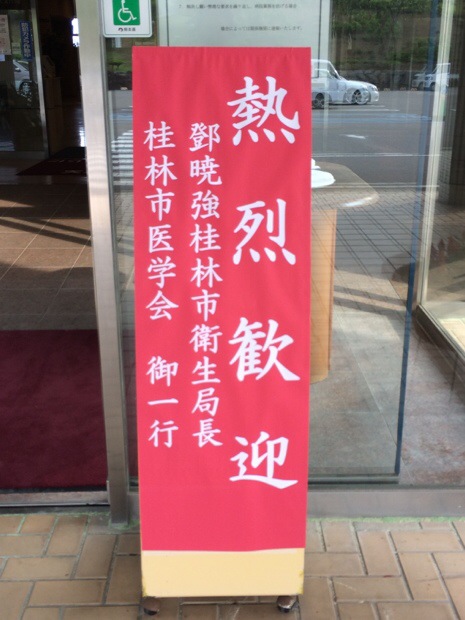 熱烈歓迎
鄧暁強桂林市衛生局長
桂林市医学会　御一行